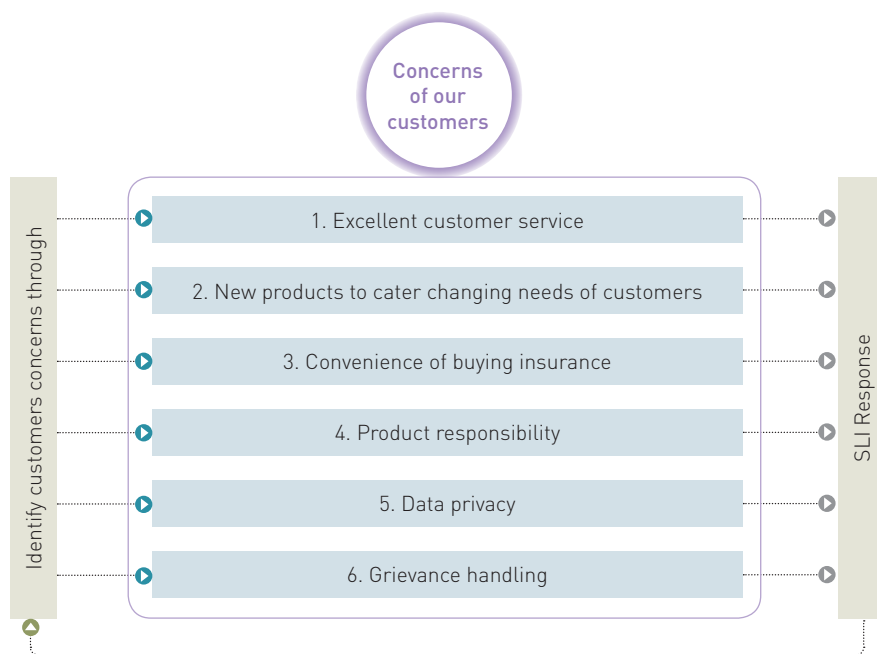 Concerns
of our
customers
Identify customers concerns through
1. Excellent customer service
2. New products to cater changing needs of customers
3. Convenience of buying insurance
4. Product responsibility
5. Data privacy
6. Grievance handling
SLI Response